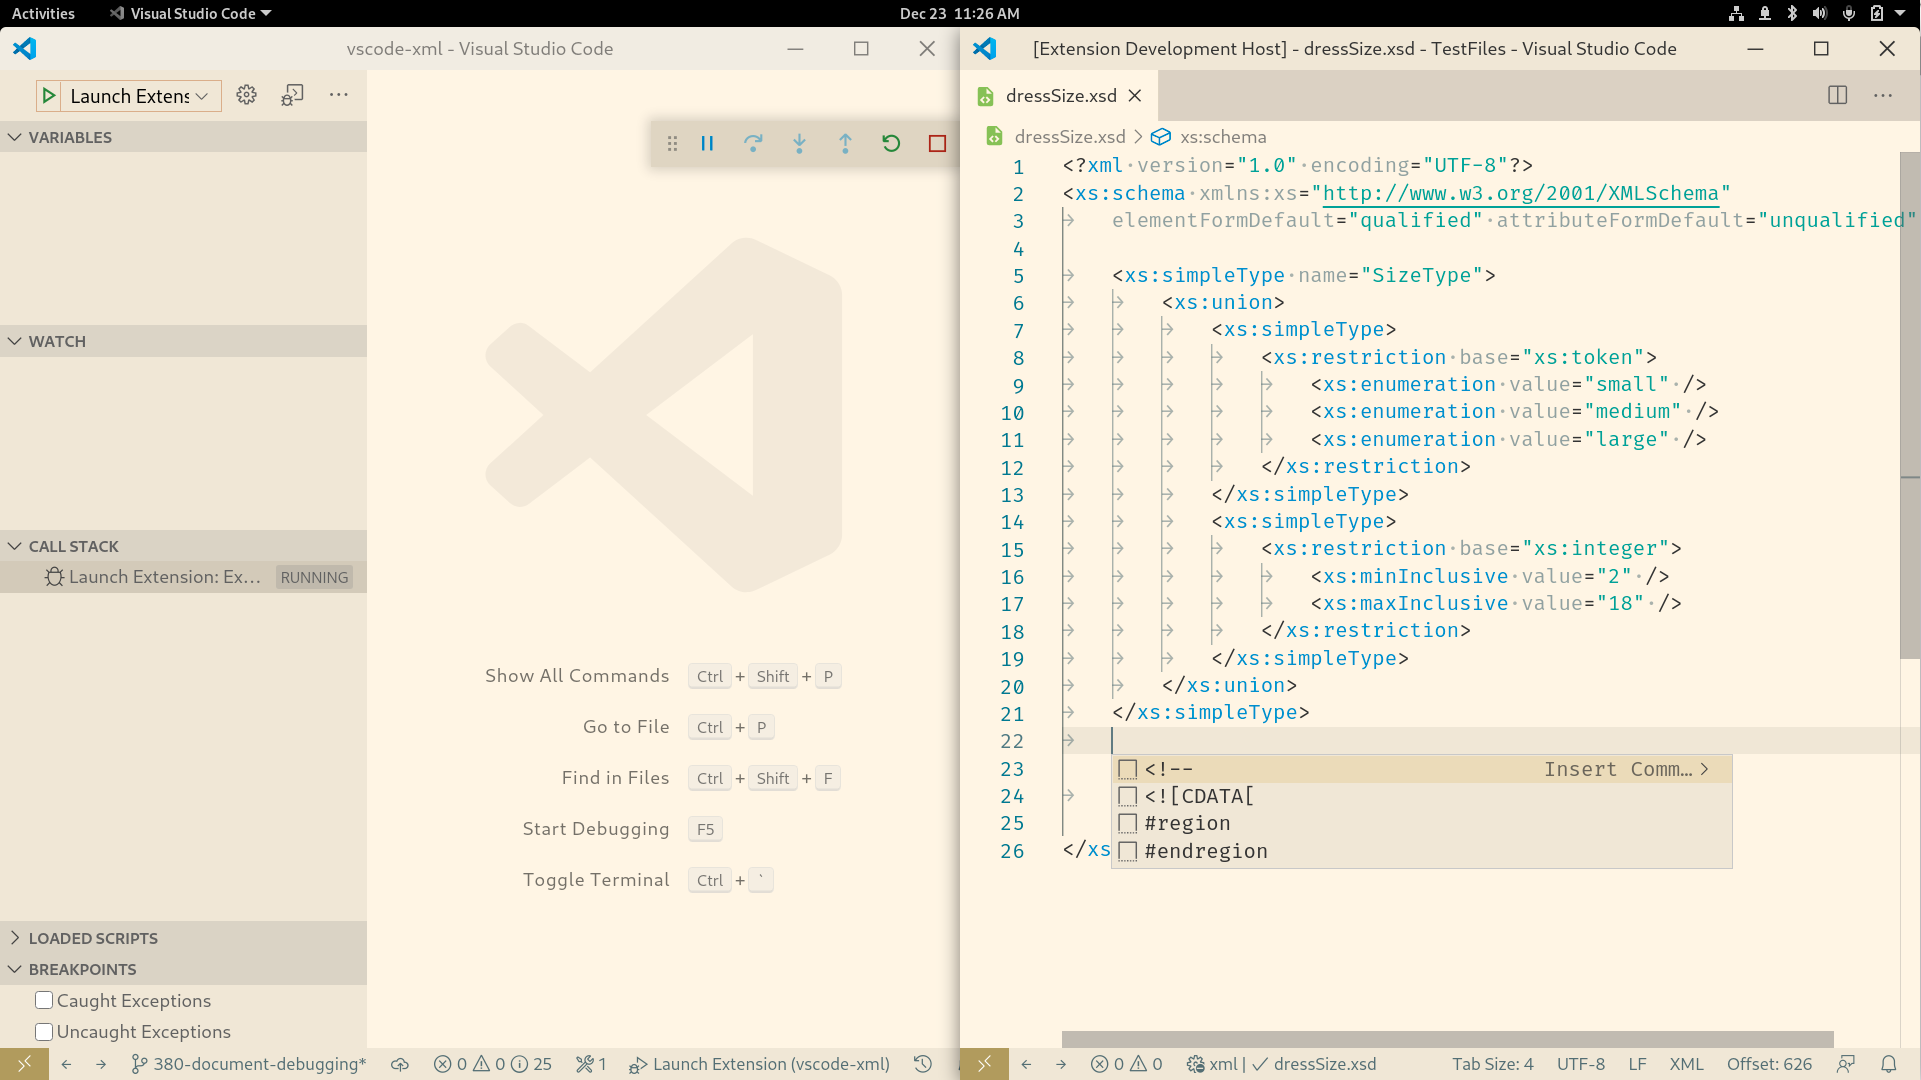 Activities Visual Studio Code Dec 23 11:26 AM
vscode-xml - Visual Studio Code
Launch Extens
VARIABLES
WATCH
CALL STACK
Launch Extension: Ex… RUNNING
LOADED SCRIPTS
BREAKPOINTS
Caught Exceptions
Uncaught Exceptions
Show All Commands Ctrl + Shift + P
Go to File Ctrl + P
Find in Files Ctrl + Shift + F
Start Debugging F5
Toggle Terminal Ctrl + `
380-document-debugging* 0 0 25 1 Launch Extension (vscode-xml)
[Extension Development Host] - dressSize.xsd - TestFiles - Visual Studio Code
dressSize.xsd
dressSize.xsd > xs:schema
1 <?xml version="1.0" encoding="UTF-8"?>
2 <xs:schema xmlns:xs="http://www.w3.org/2001/XMLSchema"
3 elementFormDefault="qualified" attributeFormDefault="unqualified"
4
5 <xs:simpleType name="SizeType">
6 <xs:union>
7 <xs:simpleType>
8 <xs:restriction base="xs:token">
9 <xs:enumeration value="small" />
10 <xs:enumeration value="medium" />
11 <xs:enumeration value="large" />
12 </xs:restriction>
13 </xs:simpleType>
14 <xs:simpleType>
15 <xs:restriction base="xs:integer">
16 <xs:minInclusive value="2" />
17 <xs:maxInclusive value="18" />
18 </xs:restriction>
19 </xs:simpleType>
20 </xs:union>
21 </xs:simpleType>
22
23 <!-- Insert Comm… >
24 <![CDATA[
25 #region
26 </xs #endregion
0 0 xml | ✓ dressSize.xsd Tab Size: 4 UTF-8 LF XML Offset: 626